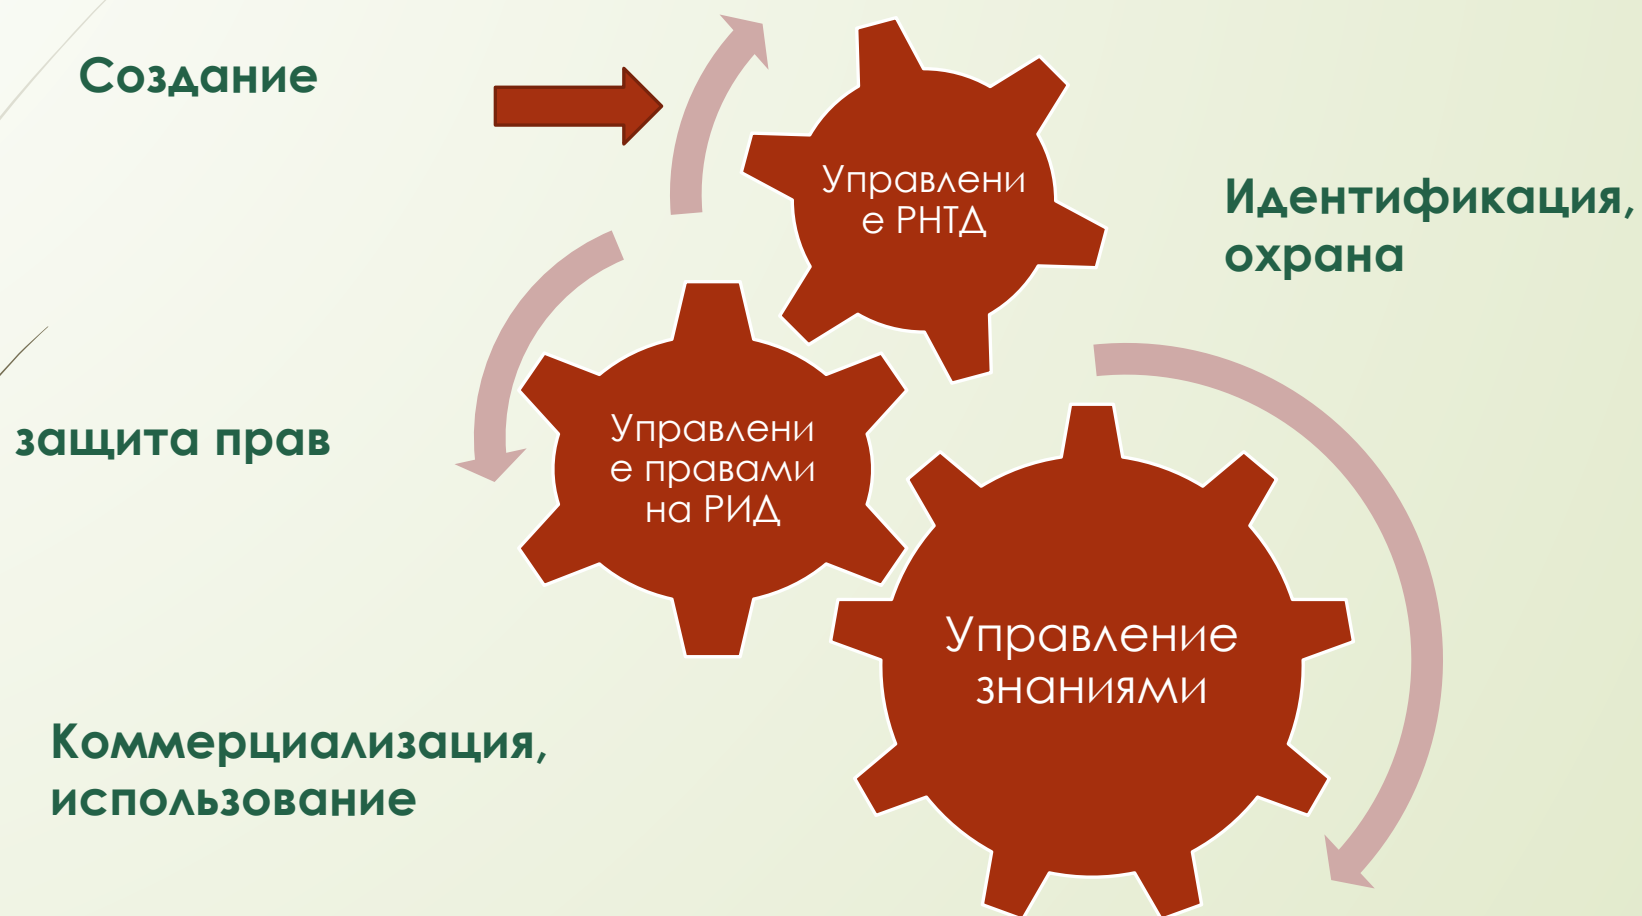 Создание
Управлени
е РНТД
Идентификация,
охрана
защита прав
Управлени
е правами
на РИД
Управление
знаниями
Коммерциализация,
использование